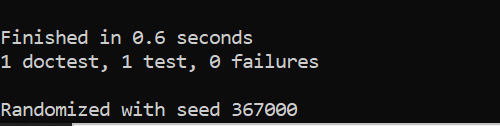 Finished in 0.6 seconds
1 doctest, 1 test, 0 failures
Randomized with seed 367000